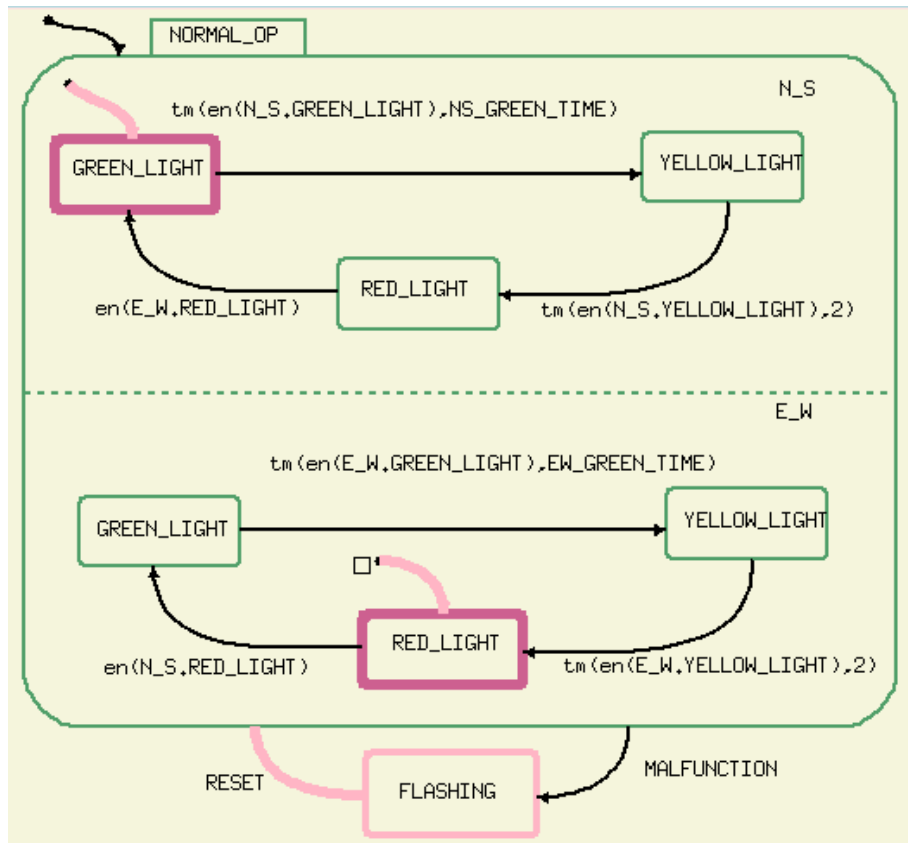 NORMAL_OP
N_S
tm(en(N_S.GREEN_LIGHT),NS_GREEN_TIME)
GREEN_LIGHT
YELLOW_LIGHT
RED_LIGHT
en(E_W.RED_LIGHT)
tm(en(N_S.YELLOW_LIGHT),2)
E_W
tm(en(E_W.GREEN_LIGHT),EW_GREEN_TIME)
GREEN_LIGHT
YELLOW_LIGHT
RED_LIGHT
en(N_S.RED_LIGHT)
tm(en(E_W.YELLOW_LIGHT),2)
RESET
FLASHING
MALFUNCTION